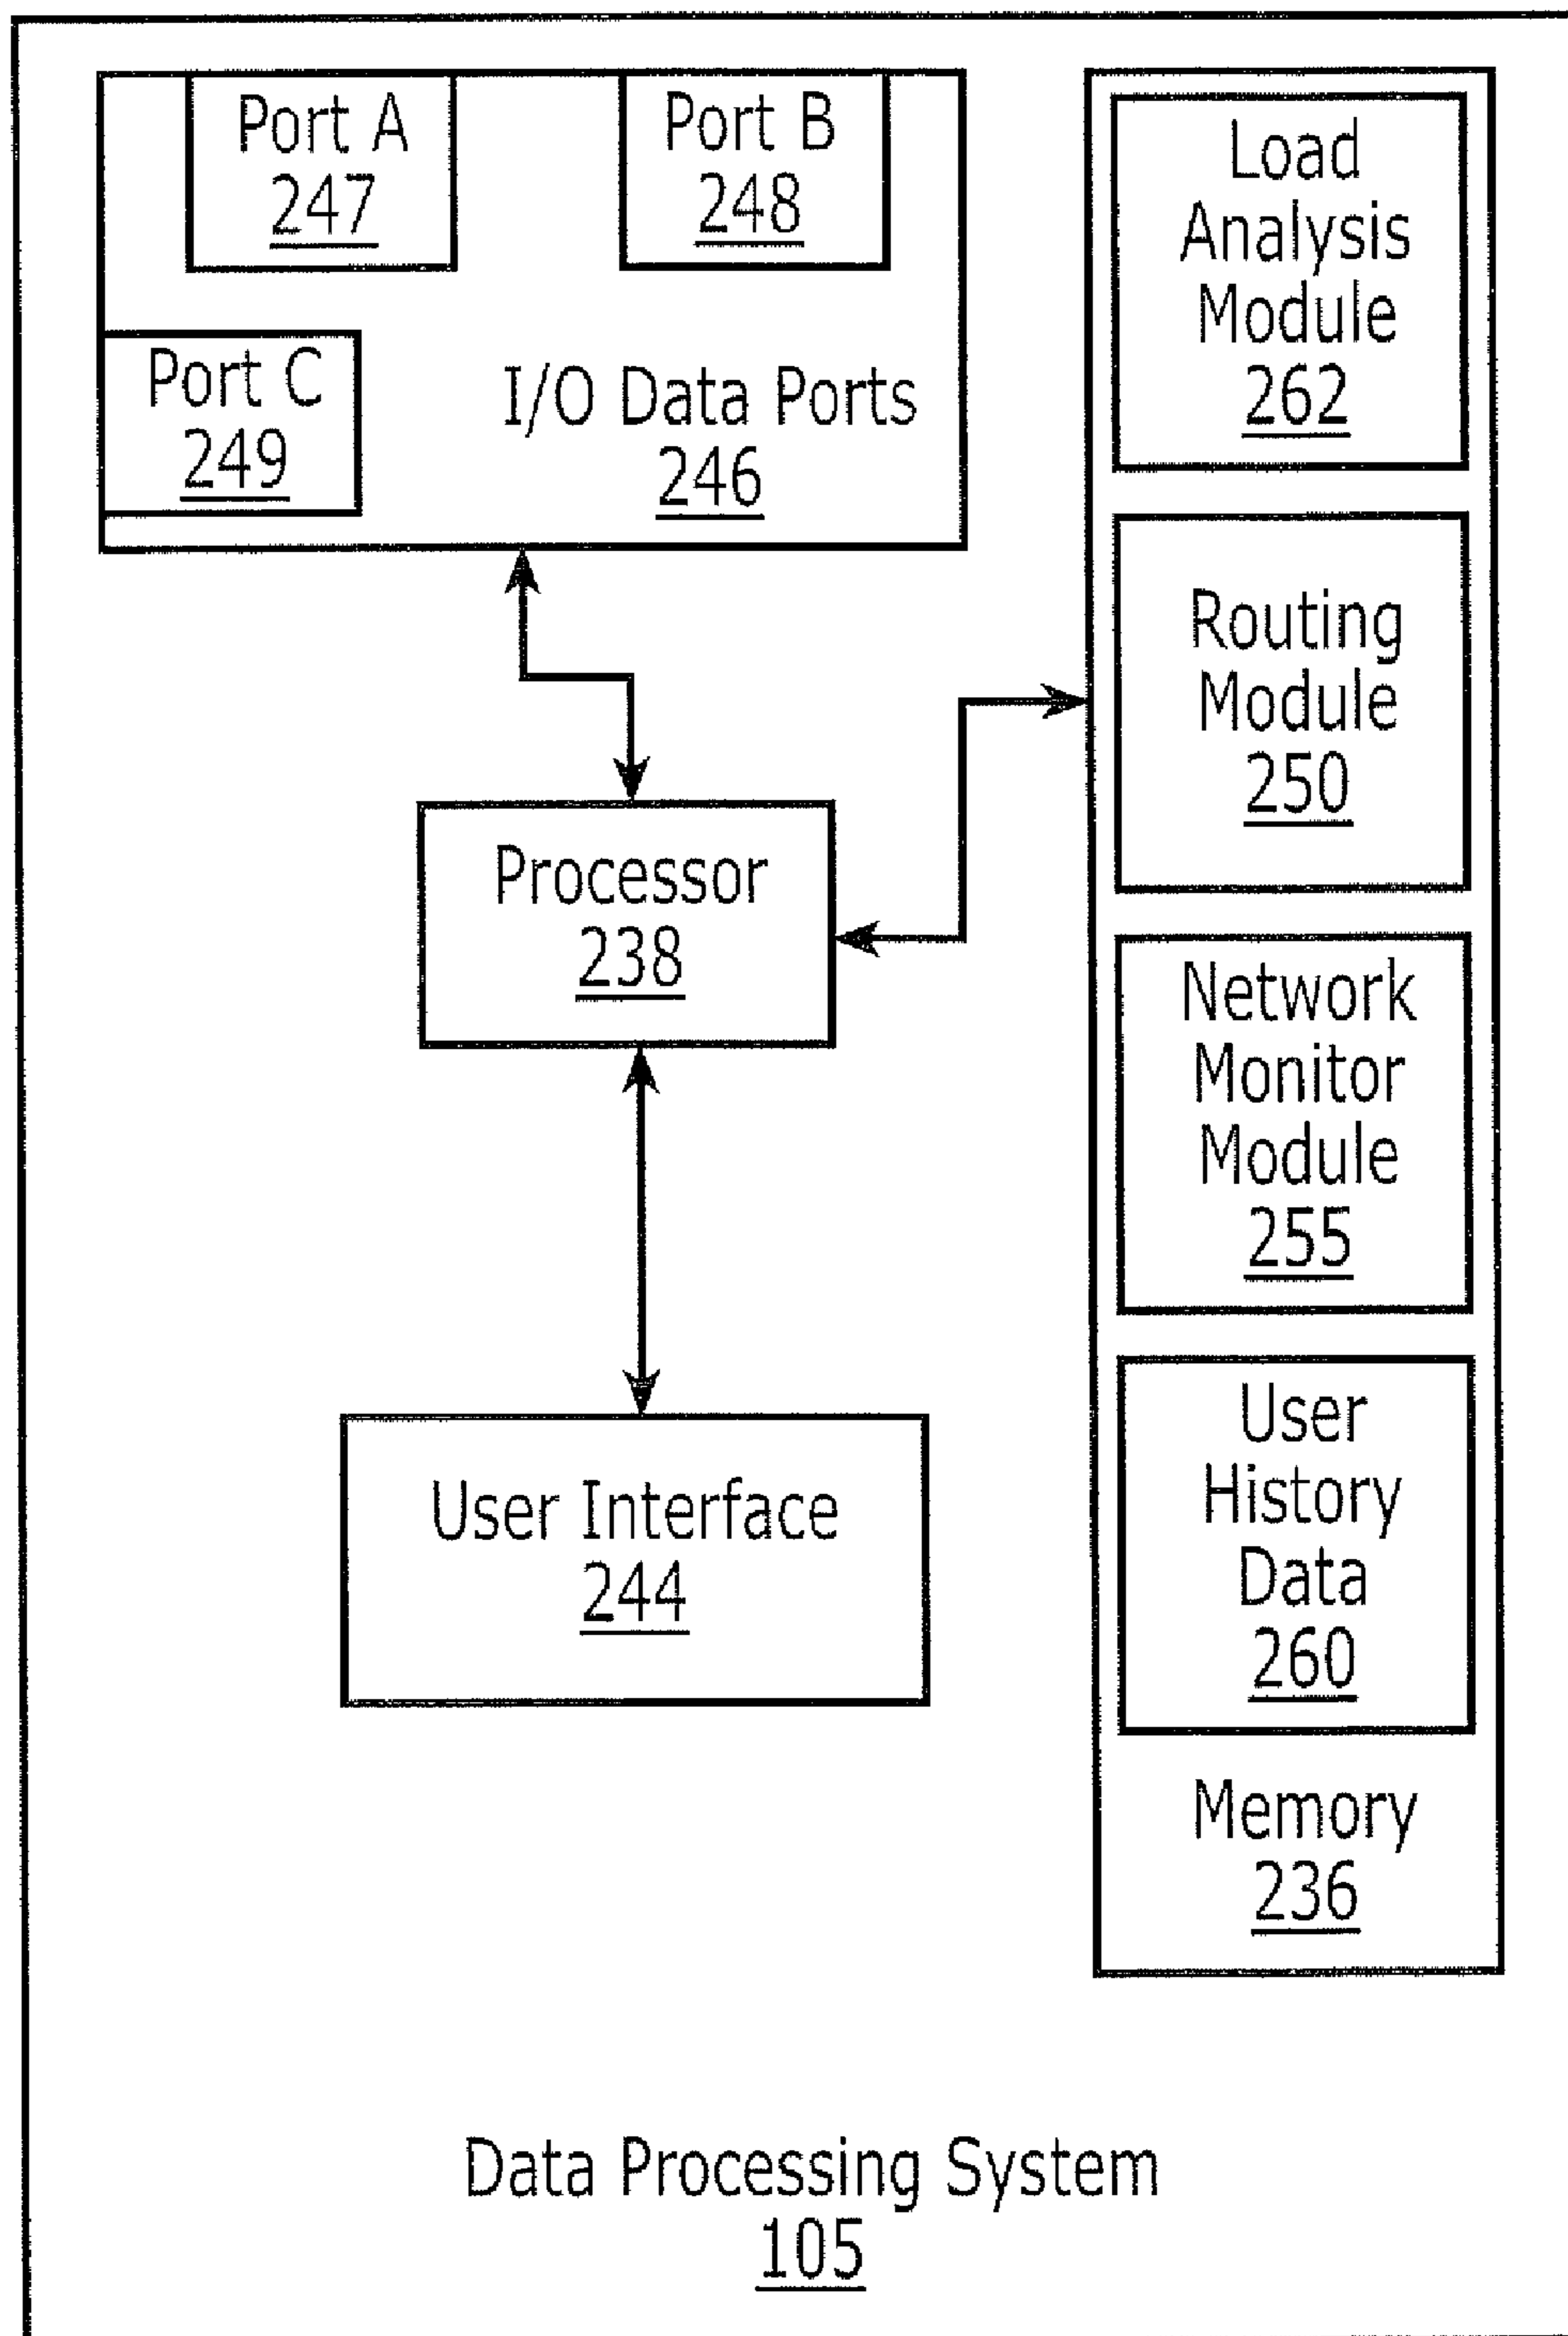 Port A
247
Port B
248
Port C
249
I/O Data Ports
246
Load
Analysis
Module
262
Routing
Module
250
Processor
238
Network
Monitor
Module
255
User Interface
244
User
History
Data
260
Memory
236
Data Processing System
105